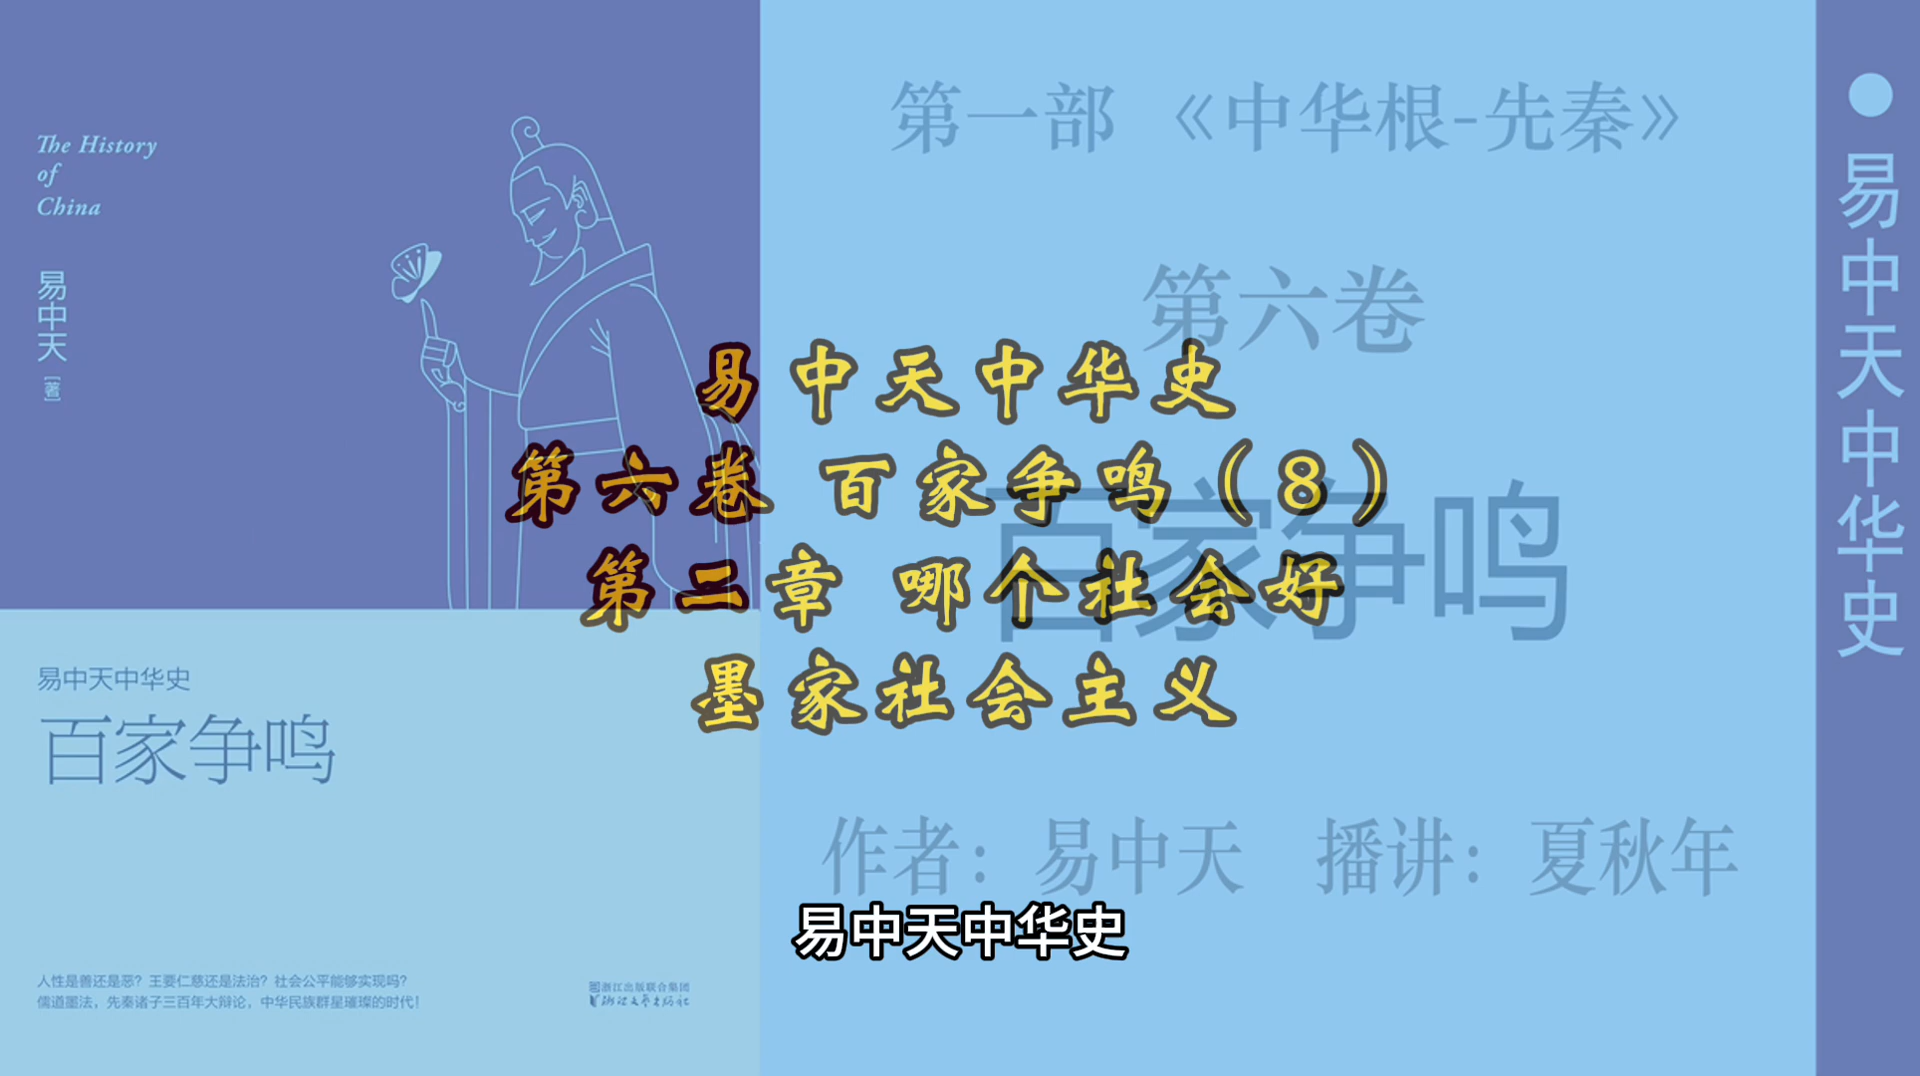 The History
of
China
易中天
[著]
易中天中华史
百家争鸣
人性是善还是恶？王要仁慈还是法治？社会公平能够实现吗？
儒道墨法，先秦诸子三百年大辩论，中华民族群星璀璨的时代！
浙江出版联合集团
浙江文艺出版社
第一部 《中华根-先秦》
第六卷
百家争鸣
作者：易中天 播讲：夏秋年
易中天中华史
第六卷 百家争鸣（8）
第二章 哪个社会好
墨家社会主义
易中天中华史
易中天中华史